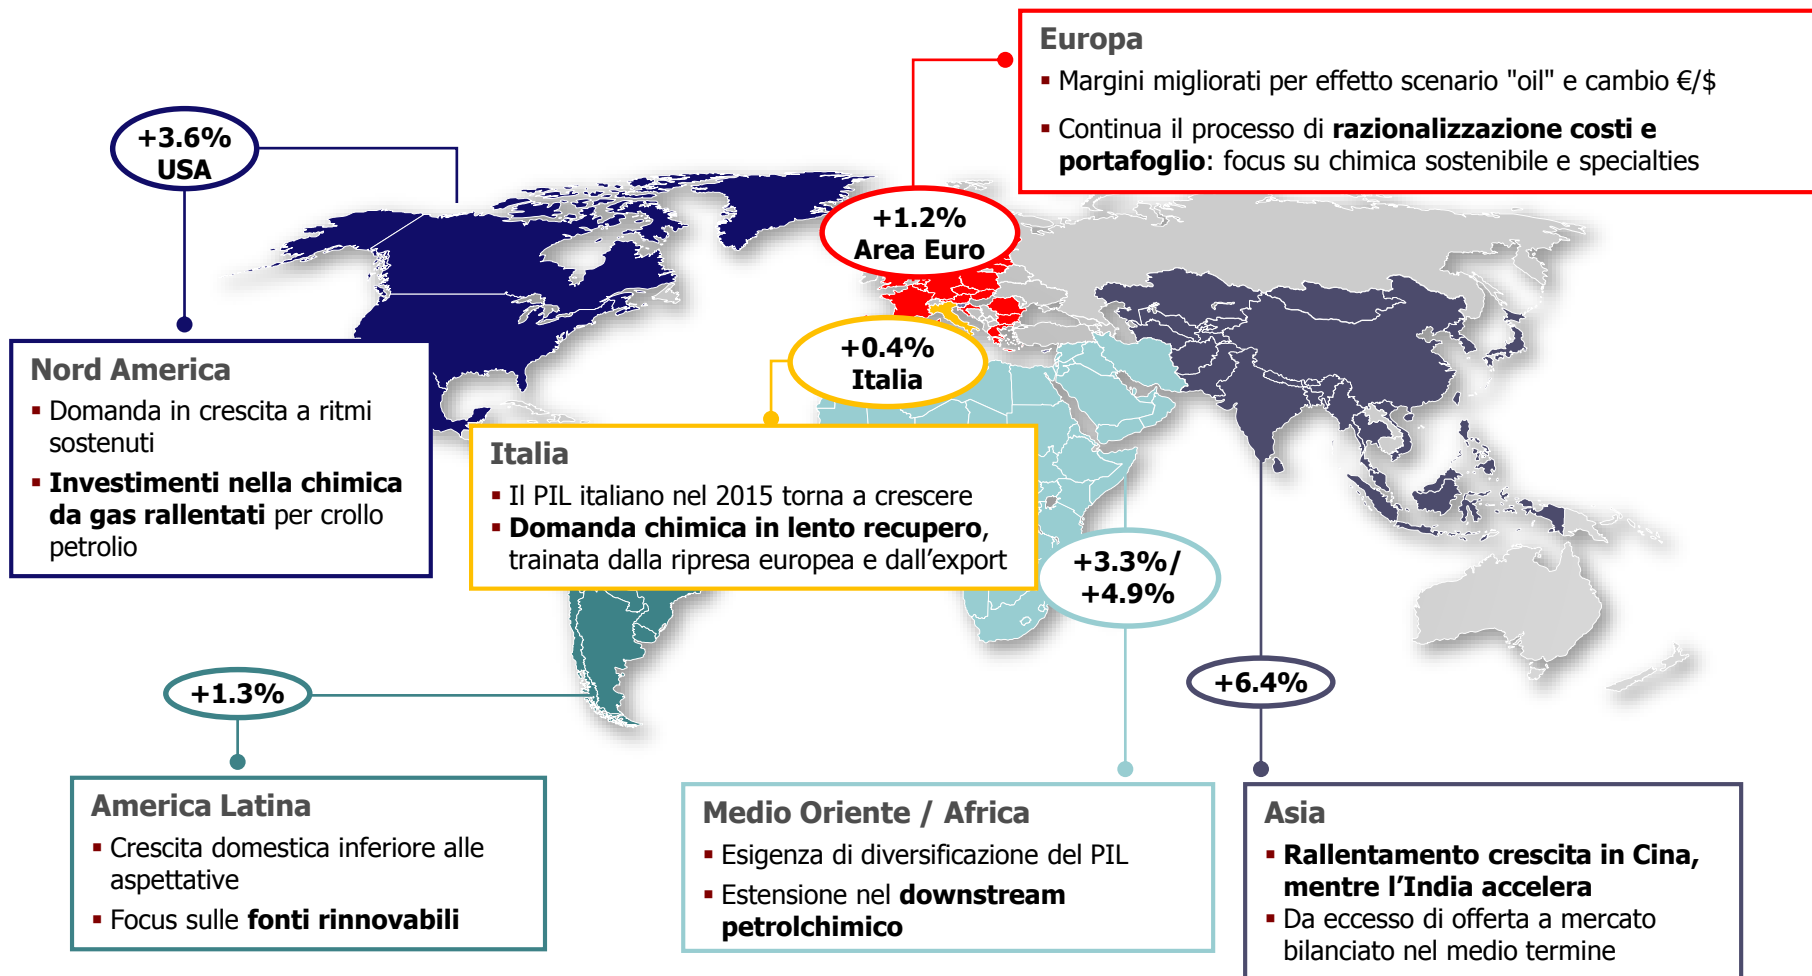 Europa
▪ Margini migliorati per effetto scenario "oil" e cambio €/$
▪ Continua il processo di razionalizzazione costi e
portafoglio: focus su chimica sostenibile e specialties
+3.6%
USA
+1.2%
Area Euro
+0.4%
Italia
Nord America
▪ Domanda in crescita a ritmi
sostenuti
▪ Investimenti nella chimica
da gas rallentati per crollo
petrolio
Italia
▪ Il PIL italiano nel 2015 torna a crescere
▪ Domanda chimica in lento recupero,
trainata dalla ripresa europea e dall’export
+3.3%/
+4.9%
+1.3%
+6.4%
America Latina
▪ Crescita domestica inferiore alle
aspettative
▪ Focus sulle fonti rinnovabili
Medio Oriente / Africa
▪ Esigenza di diversificazione del PIL
▪ Estensione nel downstream
petrolchimico
Asia
▪ Rallentamento crescita in Cina,
mentre l’India accelera
▪ Da eccesso di offerta a mercato
bilanciato nel medio termine